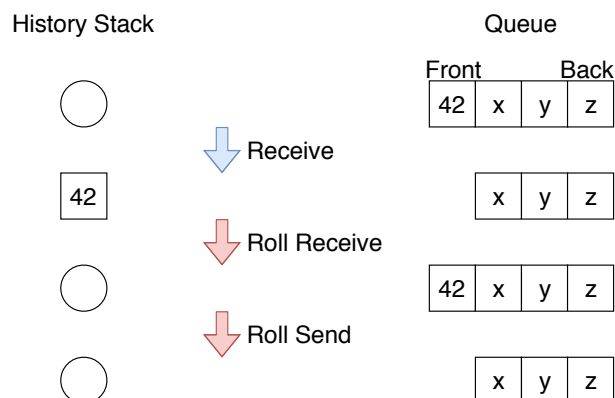 History Stack Queue
Front Back
42 x y z
Receive
42 x y z
Roll Receive
42 x y z
Roll Send
x y z